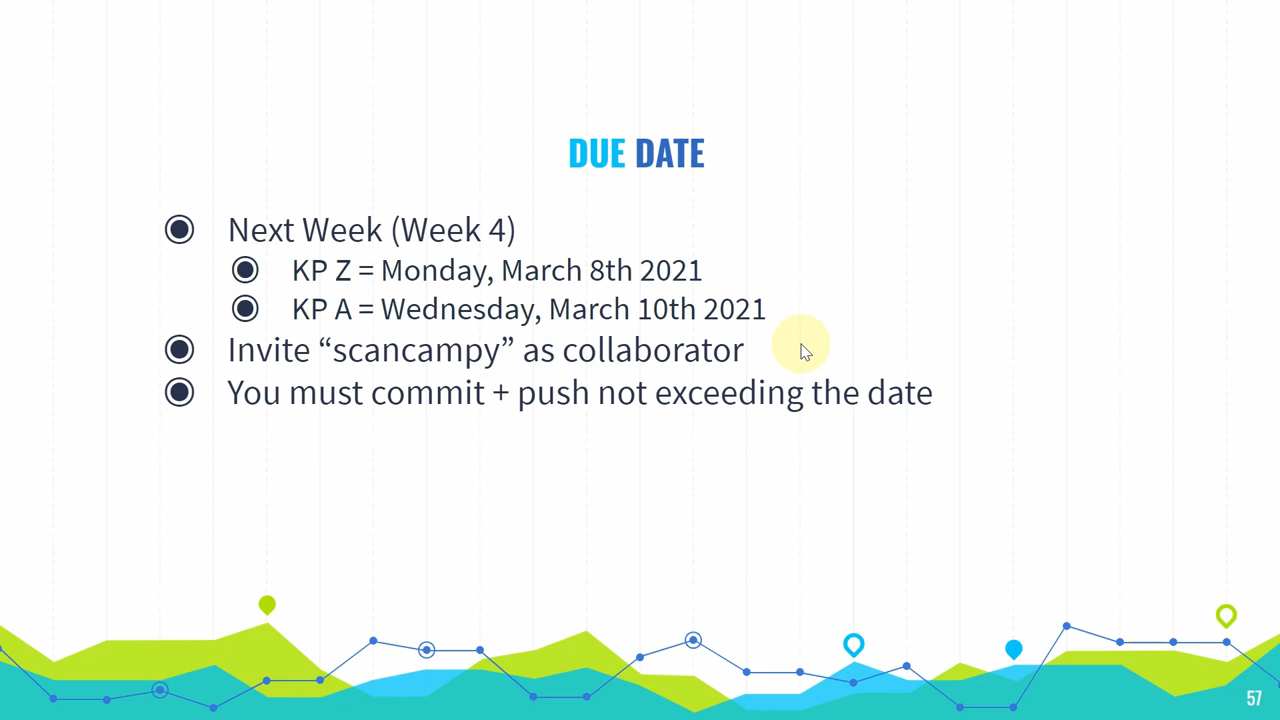 DUE DATE
Next Week (Week 4)
KP Z = Monday, March 8th 2021
KP A = Wednesday, March 10th 2021
Invite “scancampy” as collaborator
You must commit + push not exceeding the date
57